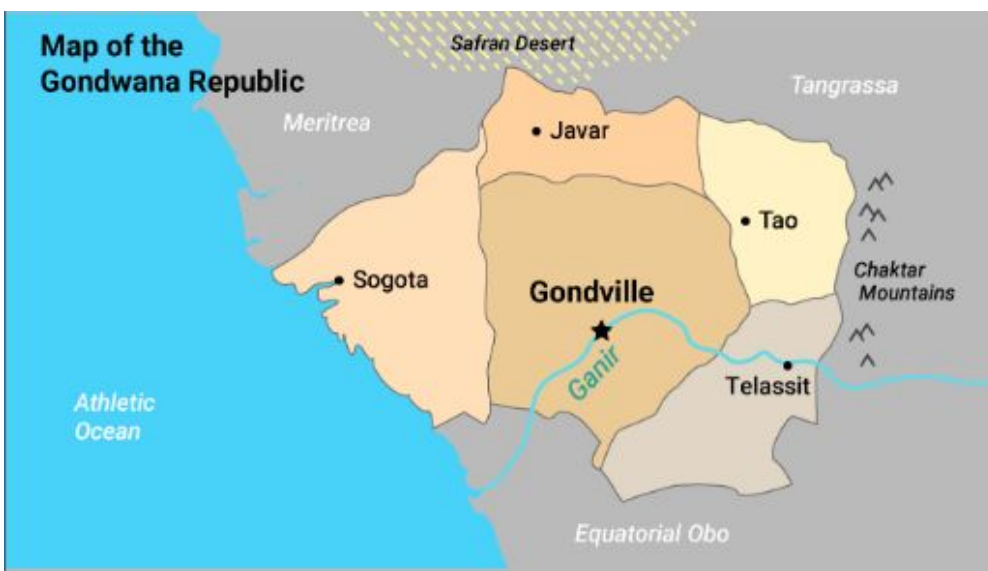 Map of the
Gondwana Republic
Safran Desert
Tangrassa
Meritrea
Javar
Tao
Sogota
Gondville
Chaktar
Mountains
Ganir
Telassit
Athletic
Ocean
Equatorial Obo